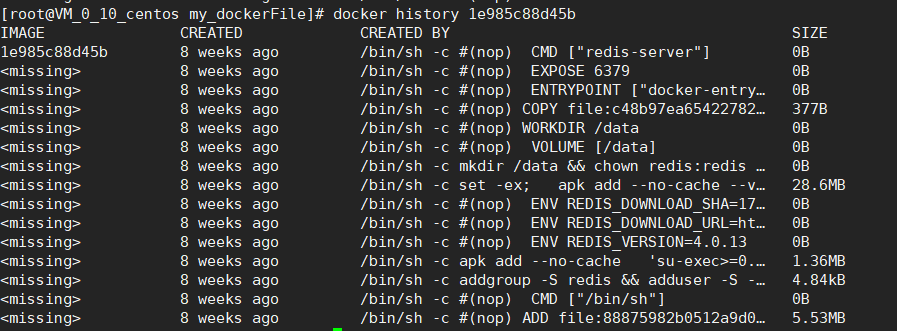 [root@VM_0_10_centos my_dockerFile]# docker history 1e985c88d45b
IMAGE CREATED CREATED BY SIZE
1e985c88d45b 8 weeks ago /bin/sh -c #(nop) CMD ["redis-server"] 0B
<missing> 8 weeks ago /bin/sh -c #(nop) EXPOSE 6379 0B
<missing> 8 weeks ago /bin/sh -c #(nop) ENTRYPOINT ["docker-entry… 0B
<missing> 8 weeks ago /bin/sh -c #(nop) COPY file:c48b97ea65422782… 377B
<missing> 8 weeks ago /bin/sh -c #(nop) WORKDIR /data 0B
<missing> 8 weeks ago /bin/sh -c #(nop) VOLUME [/data] 0B
<missing> 8 weeks ago /bin/sh -c mkdir /data && chown redis:redis … 0B
<missing> 8 weeks ago /bin/sh -c set -ex; apk add --no-cache --v… 28.6MB
<missing> 8 weeks ago /bin/sh -c #(nop) ENV REDIS_DOWNLOAD_SHA=17… 0B
<missing> 8 weeks ago /bin/sh -c #(nop) ENV REDIS_DOWNLOAD_URL=ht… 0B
<missing> 8 weeks ago /bin/sh -c #(nop) ENV REDIS_VERSION=4.0.13 0B
<missing> 8 weeks ago /bin/sh -c apk add --no-cache 'su-exec>=0.… 1.36MB
<missing> 8 weeks ago /bin/sh -c addgroup -S redis && adduser -S -… 4.84kB
<missing> 8 weeks ago /bin/sh -c #(nop) CMD ["/bin/sh"] 0B
<missing> 8 weeks ago /bin/sh -c #(nop) ADD file:88875982b0512a9d0… 5.53MB